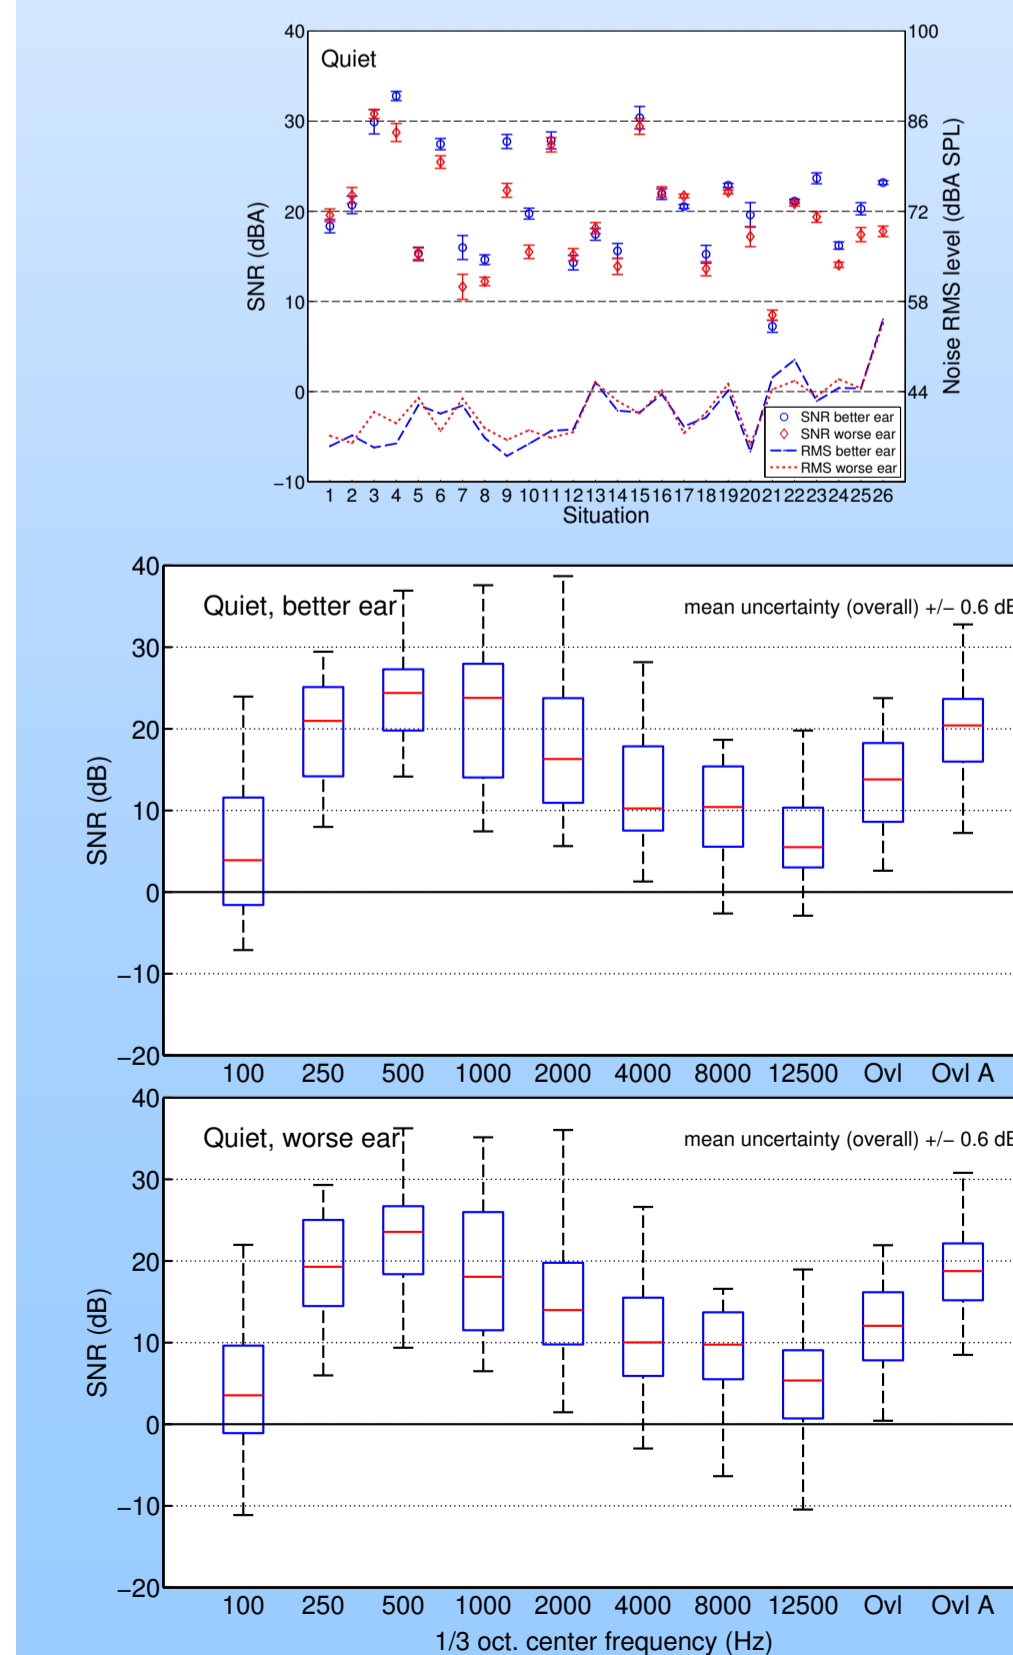 Quiet
40
30
20
10
0
−10
100
86
72
58
44
SNR (dBA)
Noise RMS level (dBA SPL)
SNR better ear
SNR worse ear
RMS better ear
RMS worse ear
1 2 3 4 5 6 7 8 9 10 11 12 13 14 15 16 17 18 19 20 21 22 23 24 25 26
Situation
Quiet, better ear
mean uncertainty (overall) +/− 0.6 dB
40
30
20
10
0
−10
−20
SNR (dB)
100 250 500 1000 2000 4000 8000 12500 Ovl Ovl A
Quiet, worse ear
mean uncertainty (overall) +/− 0.6 dB
40
30
20
10
0
−10
−20
SNR (dB)
100 250 500 1000 2000 4000 8000 12500 Ovl Ovl A
1/3 oct. center frequency (Hz)